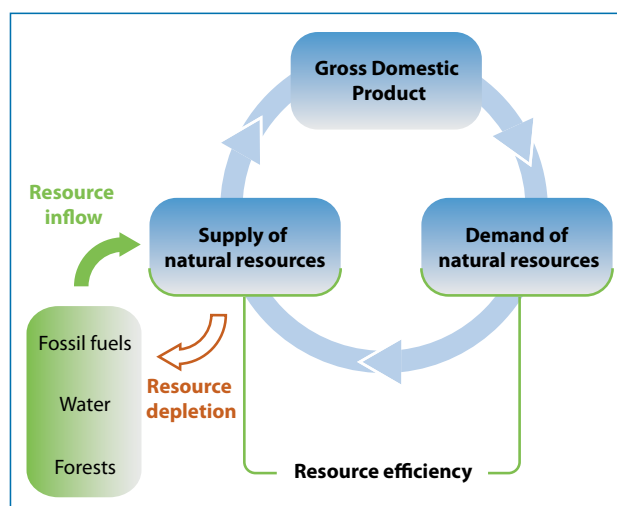 Gross Domestic
Product
Resource
inflow
Supply of
natural resources
Demand of
natural resources
Fossil fuels
Water
Forests
Resource
depletion
Resource efficiency